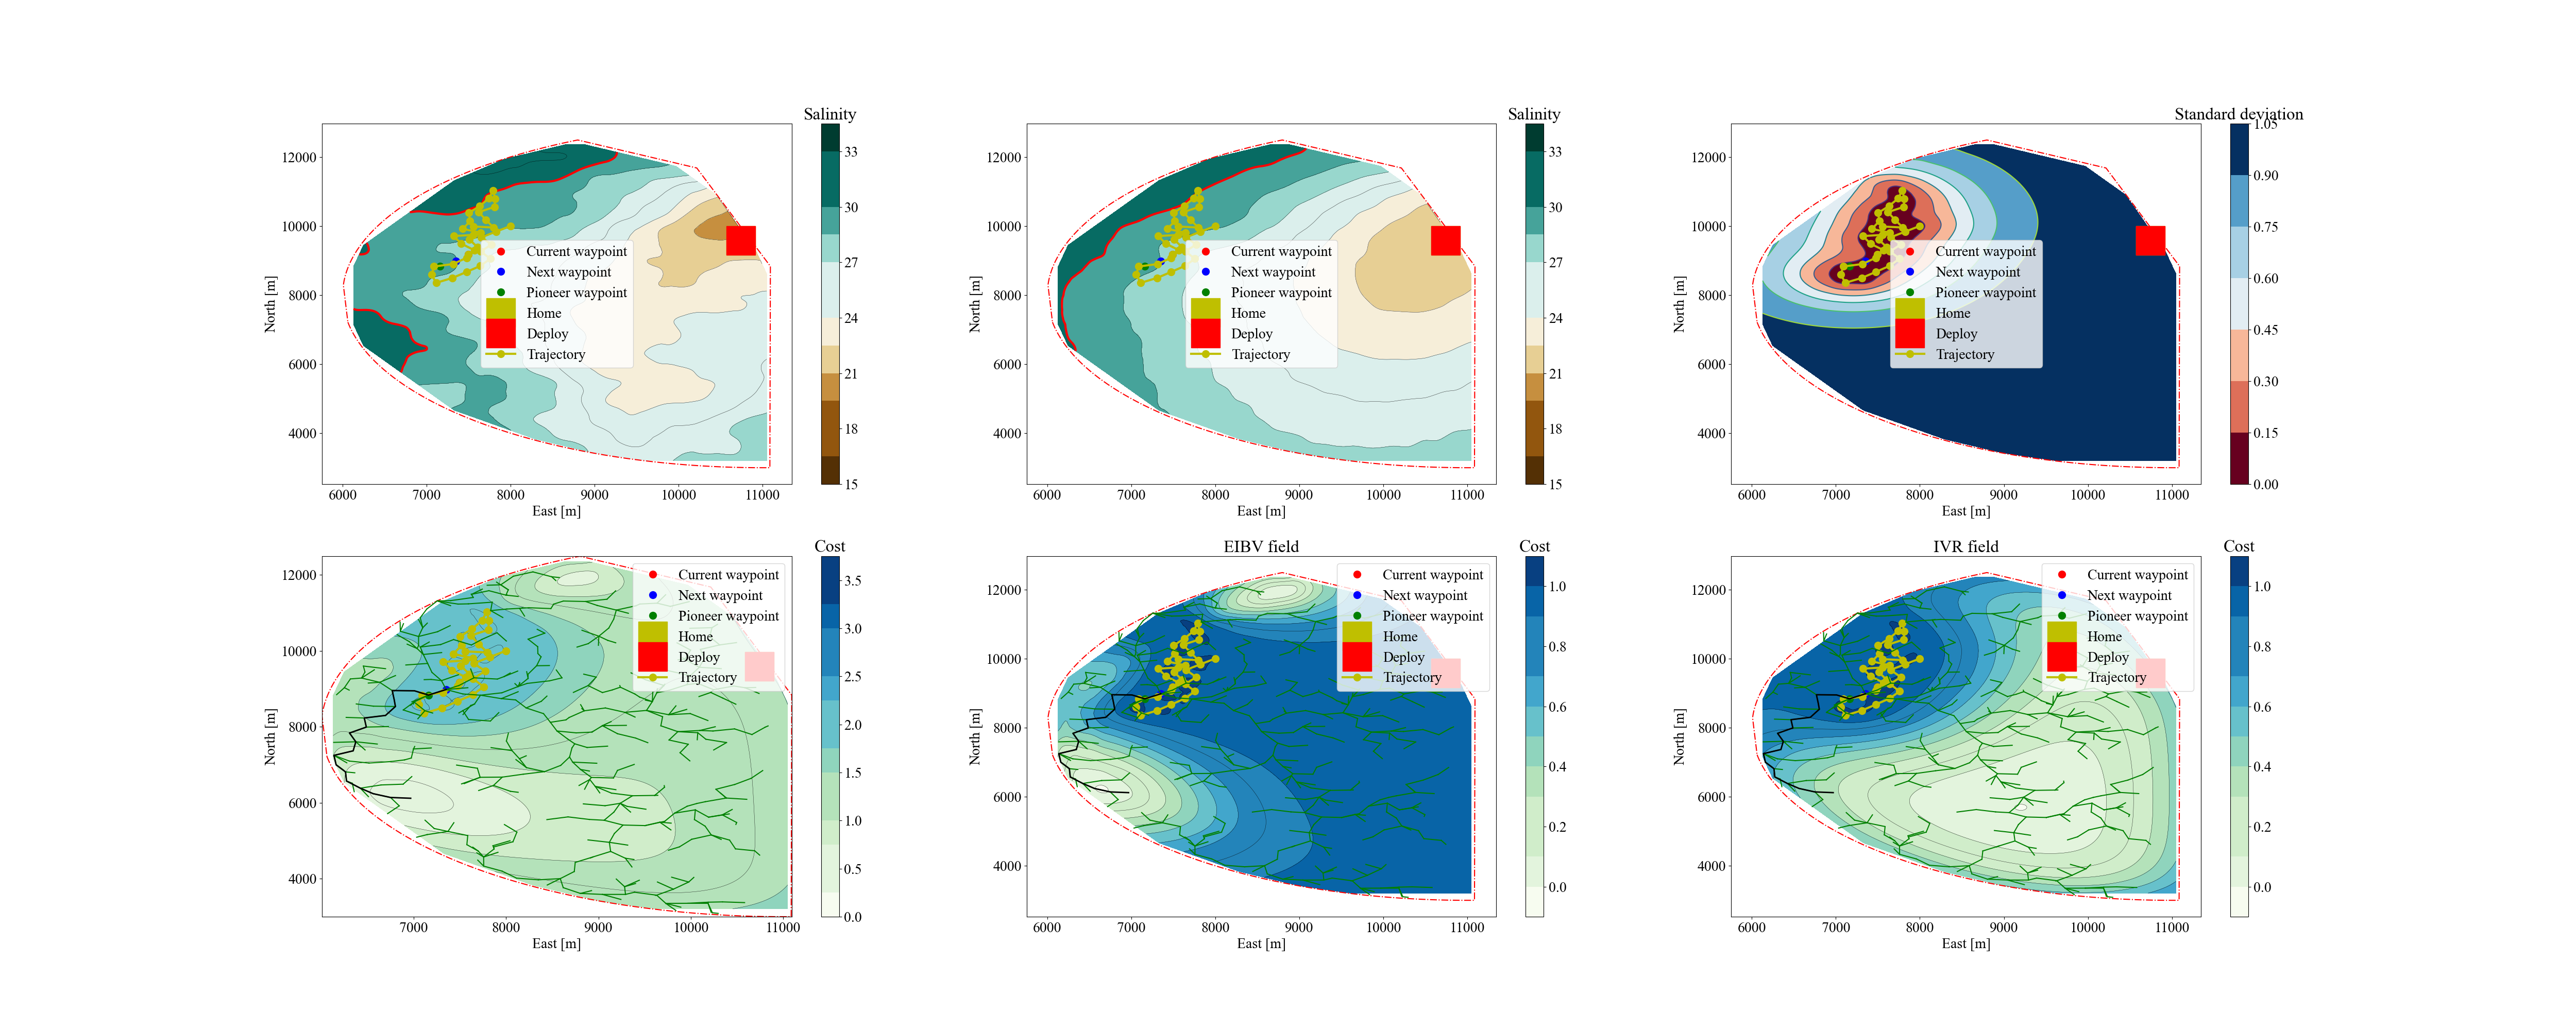 Salinity
12000
10000
8000
6000
4000
North [m]
6000 7000 8000 9000 10000 11000
East [m]
Current waypoint
Next waypoint
Pioneer waypoint
Home
Deploy
Trajectory
33
30
27
24
21
18
15
Salinity
12000
10000
8000
6000
4000
North [m]
6000 7000 8000 9000 10000 11000
East [m]
Current waypoint
Next waypoint
Pioneer waypoint
Home
Deploy
Trajectory
33
30
27
24
21
18
15
Standard deviation
12000
10000
8000
6000
4000
North [m]
6000 7000 8000 9000 10000 11000
East [m]
Current waypoint
Next waypoint
Pioneer waypoint
Home
Deploy
Trajectory
1.05
0.90
0.75
0.60
0.45
0.30
0.15
0.00
Cost
12000
10000
8000
6000
4000
North [m]
7000 8000 9000 10000 11000
East [m]
Current waypoint
Next waypoint
Pioneer waypoint
Home
Deploy
Trajectory
3.5
3.0
2.5
2.0
1.5
1.0
0.5
0.0
EIBV field
Cost
12000
10000
8000
6000
4000
North [m]
6000 7000 8000 9000 10000 11000
East [m]
Current waypoint
Next waypoint
Pioneer waypoint
Home
Deploy
Trajectory
1.0
0.8
0.6
0.4
0.2
0.0
IVR field
Cost
12000
10000
8000
6000
4000
North [m]
6000 7000 8000 9000 10000 11000
East [m]
Current waypoint
Next waypoint
Pioneer waypoint
Home
Deploy
Trajectory
1.0
0.8
0.6
0.4
0.2
0.0